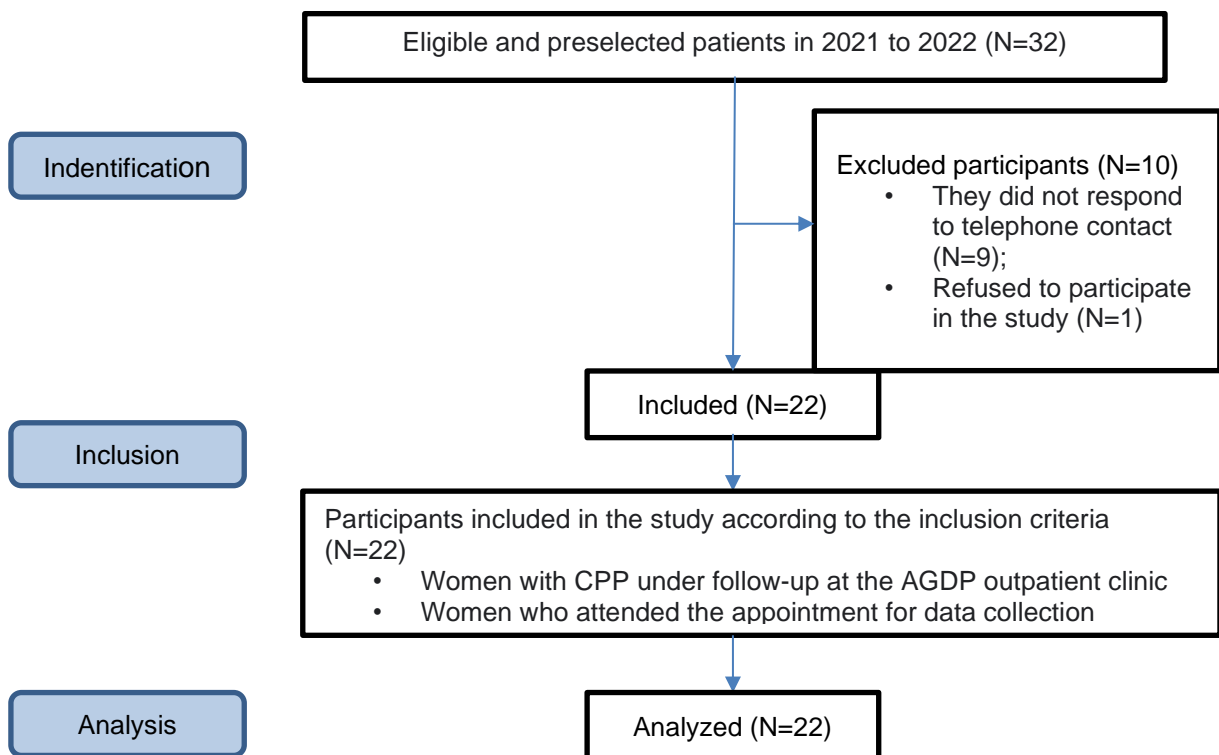 Eligible and preselected patients in 2021 to 2022 (N=32)
Indentification
Excluded participants (N=10)
• They did not respond
to telephone contact
(N=9);
• Refused to participate
in the study (N=1)
Included (N=22)
Inclusion
Participants included in the study according to the inclusion criteria
(N=22)
• Women with CPP under follow-up at the AGDP outpatient clinic
• Women who attended the appointment for data collection
Analysis
Analyzed (N=22)